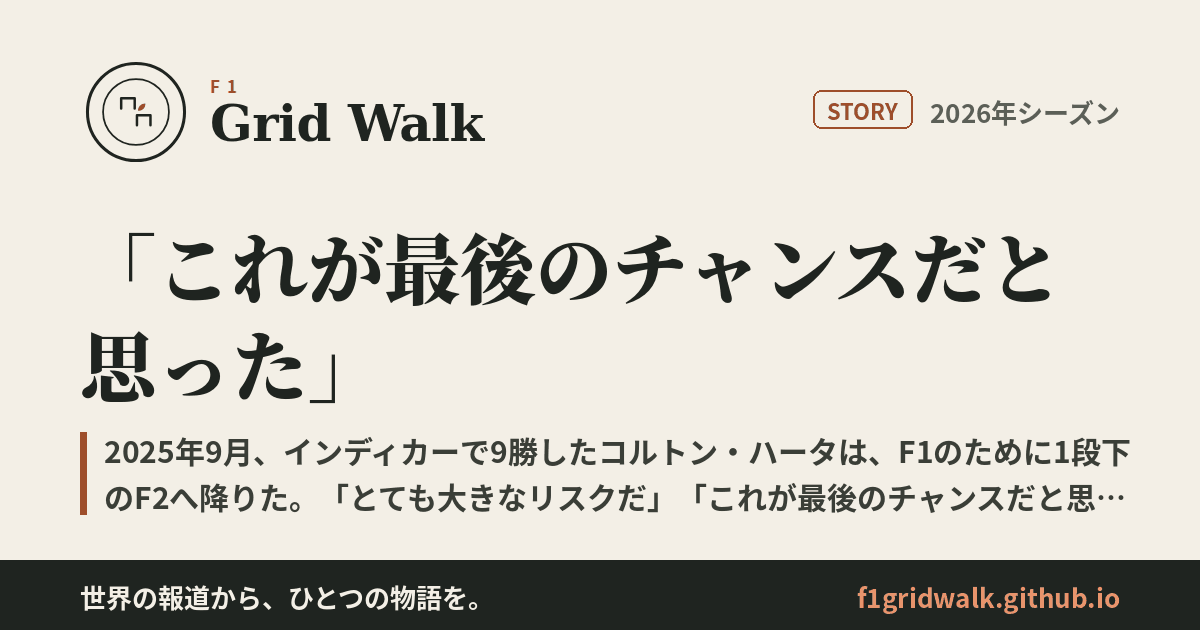 F1
Grid Walk
STORY
2026年シーズン
「これが最後のチャンスだと
思った」
2025年9月、インディカーで9勝したコルトン・ハータは、F1のために1段下
のF2へ降りた。「とても大きなリスクだ」「これが最後のチャンスだと思…
世界の報道から、ひとつの物語を。
f1gridwalk.github.io